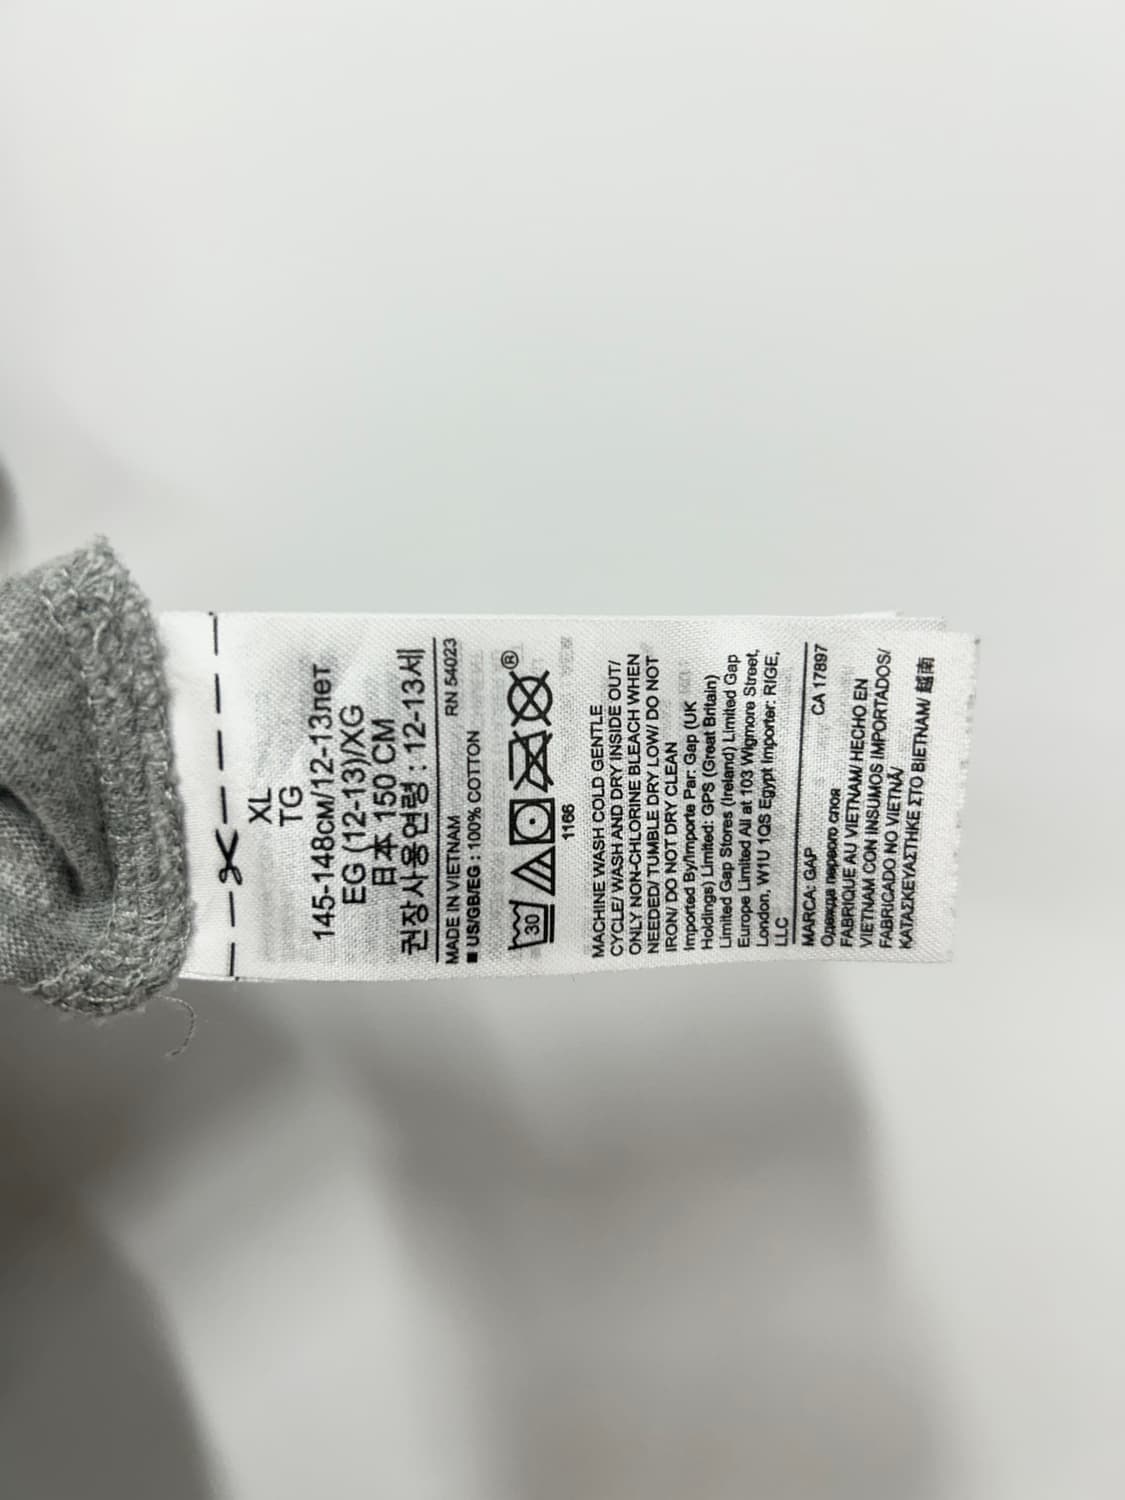 XL
TG
145-148см/12-13лет
EG (12-13)/XG
日本 150 CM
권장사용연령 : 12-13세
MADE IN VIETNAM RN 54023
■ US/GB/EG : 100% COTTON
30 ®
1166
MACHINE WASH COLD GENTLE
CYCLE/ WASH AND DRY INSIDE OUT/
ONLY NON-CHLORINE BLEACH WHEN
NEEDED/ TUMBLE DRY LOW/ DO NOT
IRON/ DO NOT DRY CLEAN
Imported By/Importe Par: Gap (UK
Holdings) Limited: GPS (Great Britain)
Limited Gap Stores (Ireland) Limited Gap
Europe Limited All at 103 Wigmore Street,
London, W1U 1QS Egypt Importer: RIGE,
LLC
MARCA: GAP CA 17897
Одежда первого слоя
FABRIQUE AU VIETNAM/ HECHO EN
VIETNAM CON INSUMOS IMPORTADOS/
FABRICADO NO VIETNÃ/
ΚΑΤΑΣΚΕΥΑΣΤΗΚΕ ΣΤΟ ΒΙΕΤΝΑΜ/ 越南